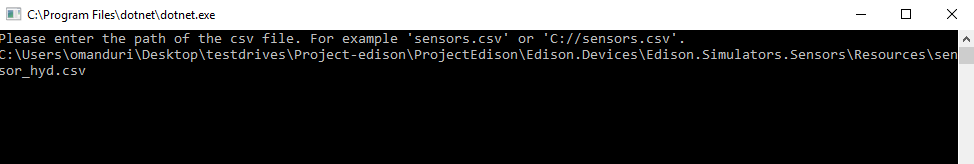 C:\Program Files\dotnet\dotnet.exe
Please enter the path of the csv file. For example 'sensors.csv' or 'C://sensors.csv'.
C:\Users\omanduri\Desktop\testdrives\Project-edison\ProjectEdison\Edison.Devices\Edison.Simulators.Sensors\Resources\sen
sor_hyd.csv